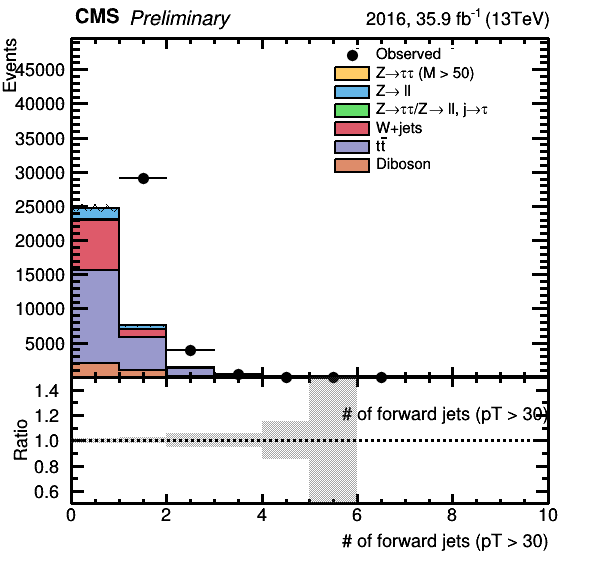 CMS Preliminary 2016, 35.9 fb⁻¹ (13TeV)
Events
45000
40000
35000
30000
25000
20000
15000
10000
5000
Observed
Z→ττ (M > 50)
Z→ ll
Z→ττ/Z→ ll, j→τ
W+jets
tt̄
Diboson
Ratio
1.4
1.2
1.0
0.8
0.6
# of forward jets (pT > 30)
0 2 4 6 8 10
# of forward jets (pT > 30)